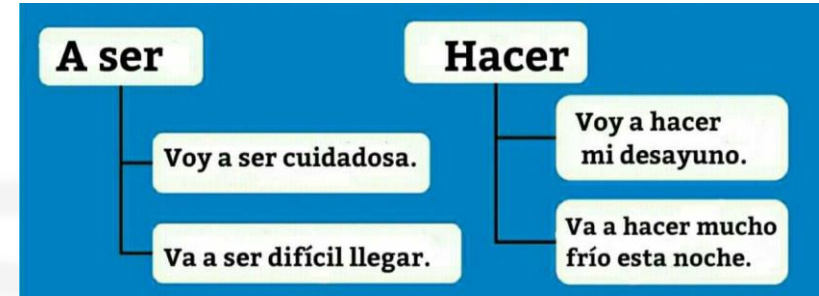 A ser
Voy a ser cuidadosa.
Va a ser difícil llegar.
Hacer
Voy a hacer
mi desayuno.
Va a hacer mucho
frío esta noche.